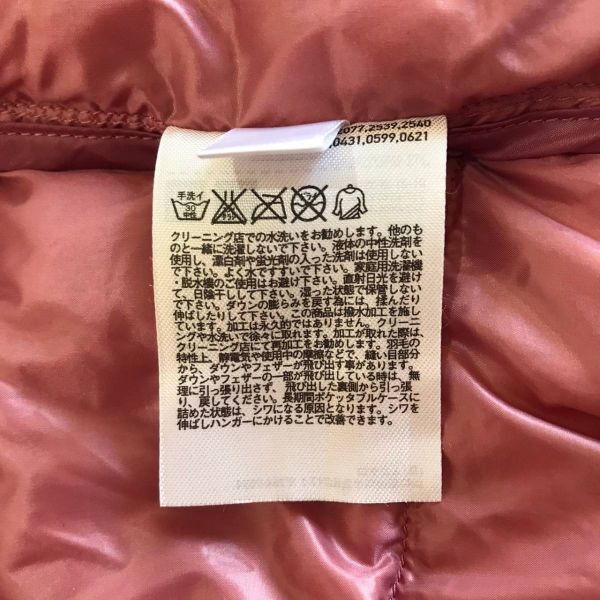 2077,2539,2540
,0431,0599,0621
手洗イ
30
中性
クリーニング店での水洗いをお勧めします。他のも
のと一緒に洗濯しないで下さい。液体の中性洗剤を
使用し、漂白剤や蛍光剤の入った洗剤は使用しない
で下さい。よく水ですすいで下さい。家庭用洗濯機
・脱水機のご使用はお避け下さい。直射日光を避け
て、日陰干しして下さい。湿った状態で保管しない
で下さい。ダウンの膨らみを戻す為には、揉んだり
伸ばしたりして下さい。この商品は撥水加工を施し
ています。加工は永久的ではありません。クリーニ
ングや水洗いで徐々に取れます。加工が取れた際は、
クリーニング店にて再加工をお勧めします。羽毛の
特性上、静電気や使用中の摩擦などで、縫い目部分
から、ダウンやフェザーが飛び出す事があります。
ダウンやフェザーの一部が飛び出している時は、無
理に引っ張り出さず、飛び出した裏側から引っ張
り、戻してください。長期間ポケッタブルケースに
詰めた状態は、シワになる原因となります。シワを
伸ばしハンガーにかけることで改善できます。